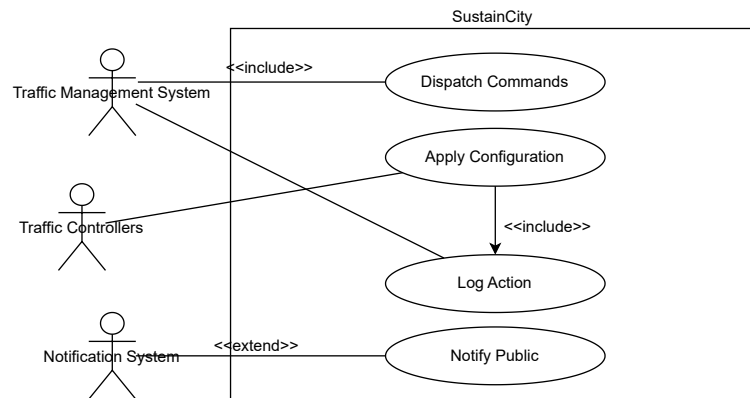 SustainCity
<<include>>
Dispatch Commands
Traffic Management System
Apply Configuration
Traffic Controllers
<<include>>
Log Action
<<extend>>
Notification System
Notify Public